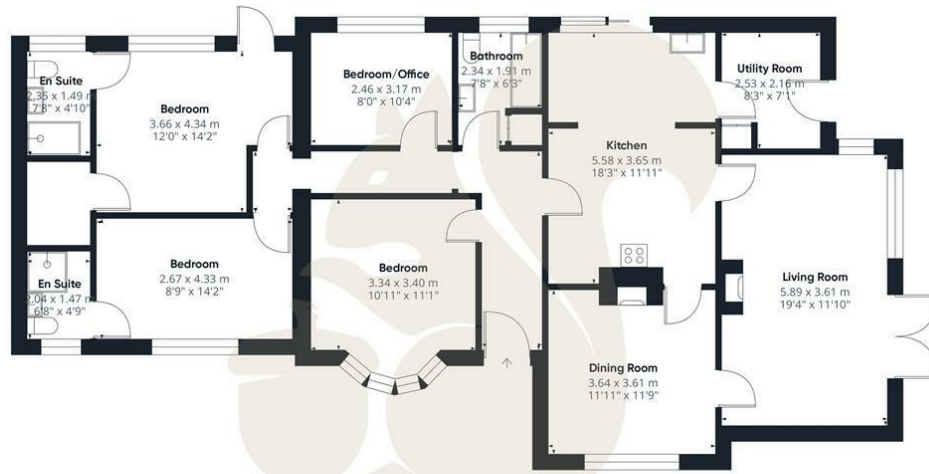 En Suite
2.35 x 1.49 m
7'8" x 4'10"
Bedroom
3.66 x 4.34 m
12'0" x 14'2"
Bedroom/Office
2.46 x 3.17 m
8'0" x 10'4"
Bathroom
2.34 x 1.91 m
7'8" x 6'3"
Utility Room
2.53 x 2.16 m
8'3" x 7'1"
Kitchen
5.58 x 3.65 m
18'3" x 11'11"
En Suite
2.04 x 1.47 m
6'8" x 4'9"
Bedroom
2.67 x 4.33 m
8'9" x 14'2"
Bedroom
3.34 x 3.40 m
10'11" x 11'1"
Living Room
5.89 x 3.61 m
19'4" x 11'10"
Dining Room
3.64 x 3.61 m
11'11" x 11'9"